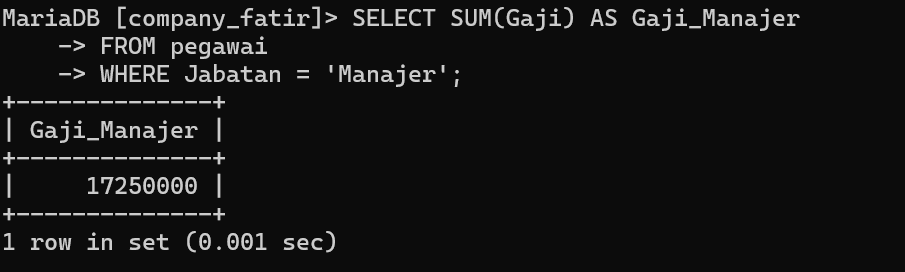 MariaDB [company_fatir]> SELECT SUM(Gaji) AS Gaji_Manajer
    -> FROM pegawai
    -> WHERE Jabatan = 'Manajer';
+--------------+
| Gaji_Manajer |
+--------------+
|     17250000 |
+--------------+
1 row in set (0.001 sec)